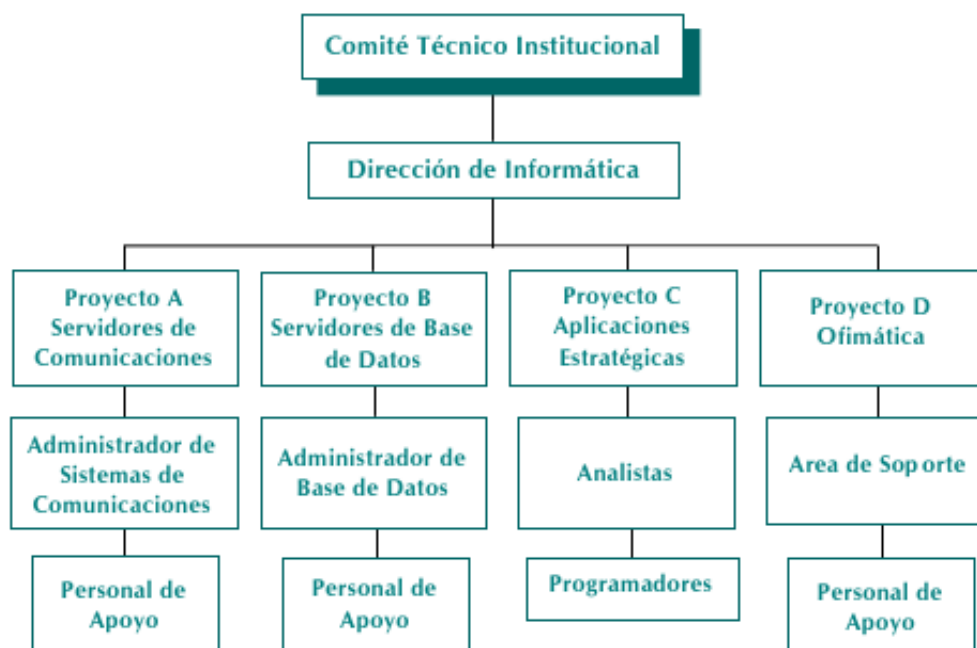 Comité Técnico Institucional
Dirección de Informática
Proyecto A
Servidores de
Comunicaciones
Proyecto B
Servidores de Base
de Datos
Proyecto C
Aplicaciones
Estratégicas
Proyecto D
Ofimática
Administrador de
Sistemas de
Comunicaciones
Administrador de
Base de Datos
Analistas
Area de Soporte
Personal de
Apoyo
Personal de
Apoyo
Programadores
Personal de
Apoyo